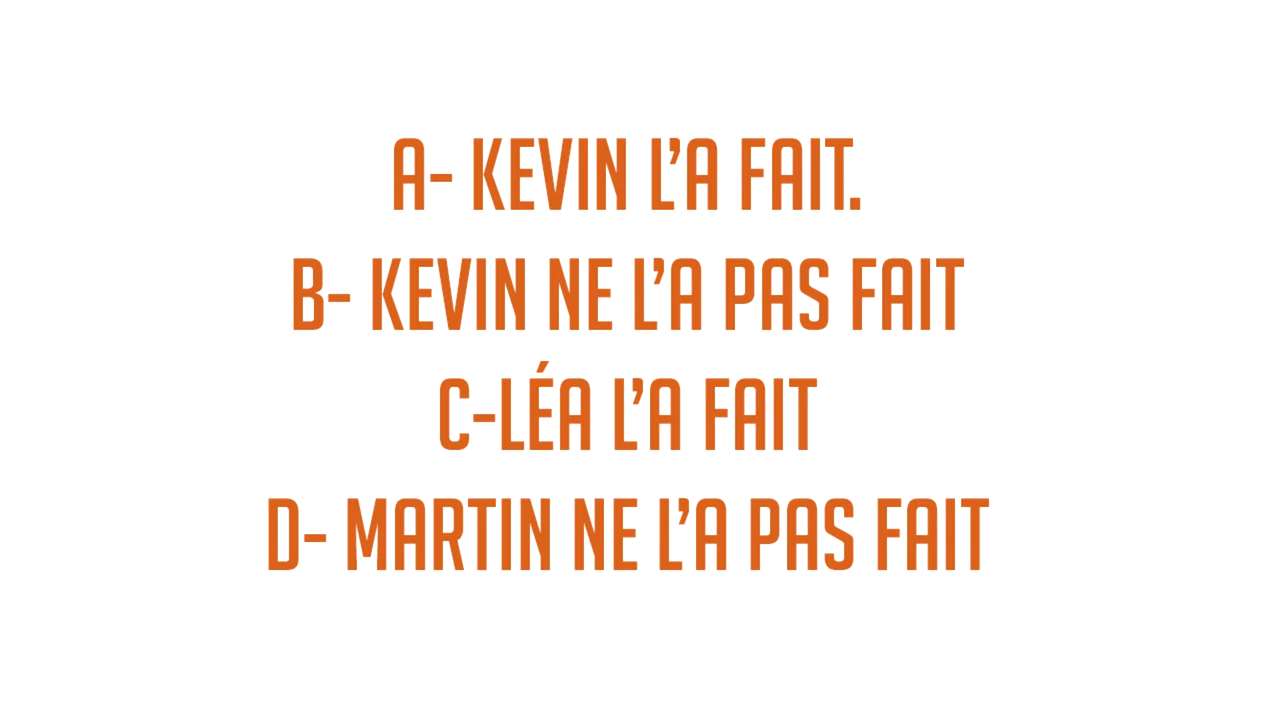 A- KEVIN L’A FAIT.
B- KEVIN NE L’A PAS FAIT
C-LÉA L’A FAIT
D- MARTIN NE L’A PAS FAIT